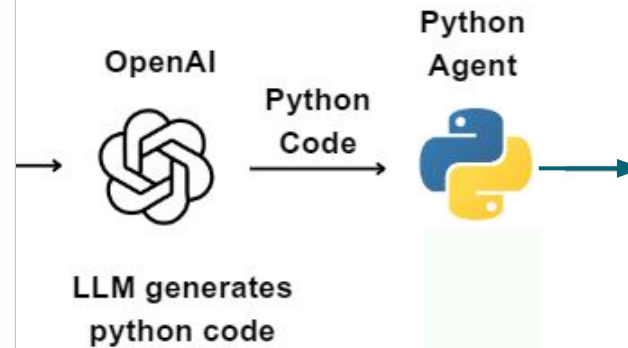 OpenAI
Python
Code
Python
Agent
LLM generates
python code